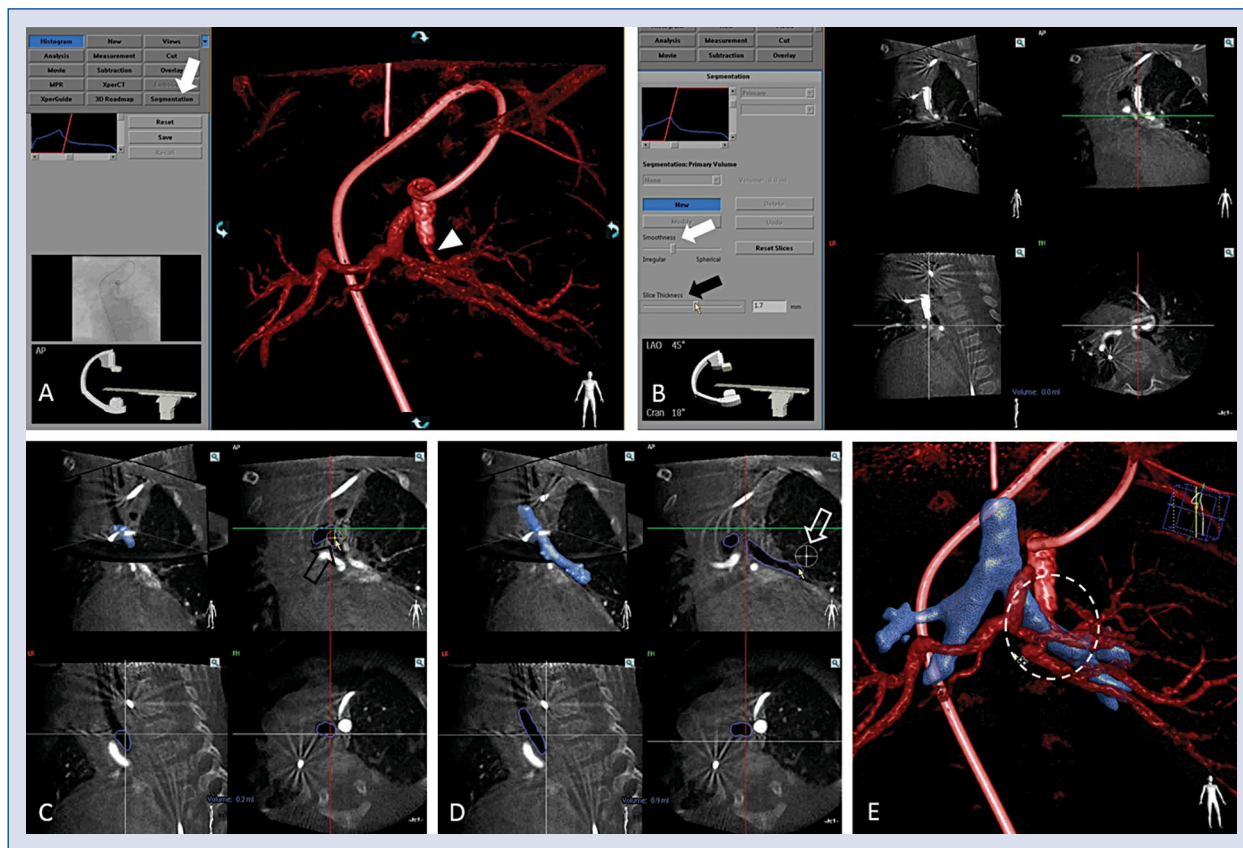 Histogram New Views
Analysis Measurement Cut
Movie Subtraction Overlay
MPR XperCT
XperGuide 3D Roadmap Segmentation
Reset
Save
Recall
AP
A
Analysis Measurement Cut
Movie Subtraction Overlay
Segmentation
Primary
Segmentation: Primary Volume
None Volume: 0.0 ml
New Delete
Modify Undo
Smoothness
Irregular Spherical
Reset Slices
Slice Thickness
1.7 mm
LAO 45°
Cran 18°
B
AP
LR
FH
Volume: 0.0 ml
AP
LR
FH
Volume: 0.2 ml
C
AP
LR
FH
Volume: 0.9 ml
D
E